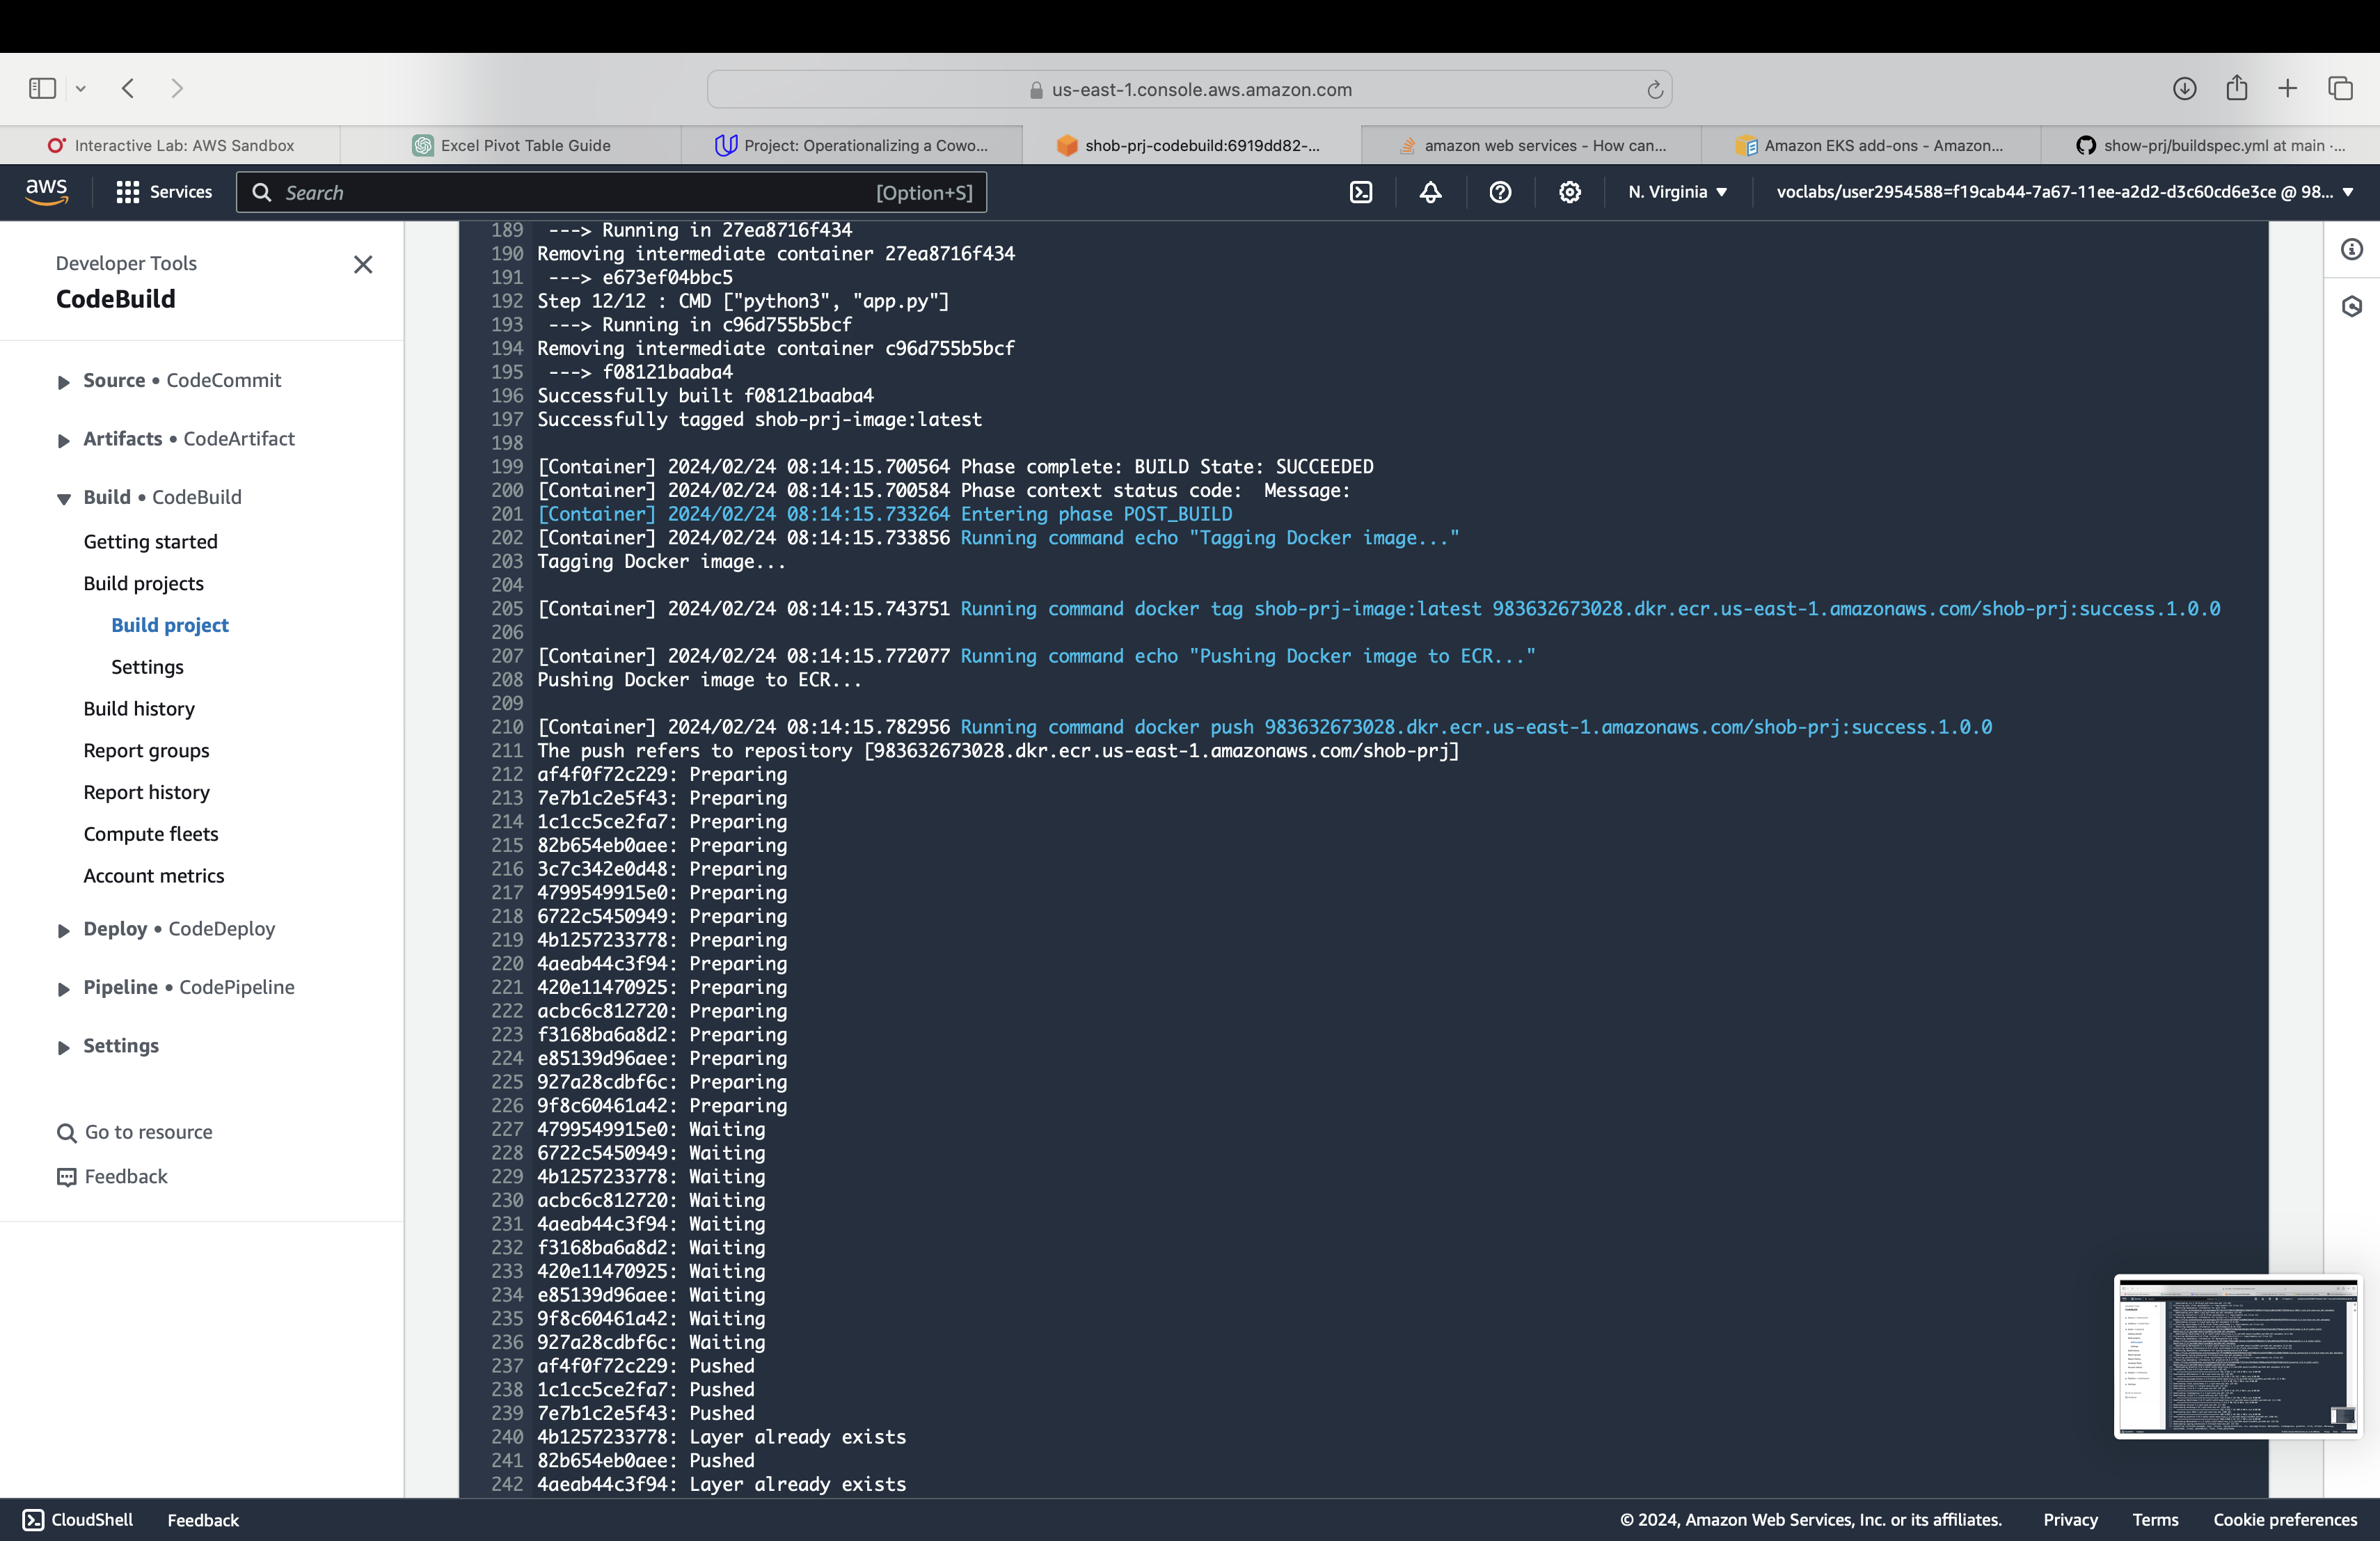 us-east-1.console.aws.amazon.com
Interactive Lab: AWS Sandbox
Excel Pivot Table Guide
Project: Operationalizing a Cowo...
shob-prj-codebuild:6919dd82-...
amazon web services - How can...
Amazon EKS add-ons - Amazon...
show-prj/buildspec.yml at main ·...
aws
Services
Search
[Option+S]
N. Virginia
voclabs/user2954588=f19cab44-7a67-11ee-a2d2-d3c60cd6e3ce @ 98...
Developer Tools
CodeBuild
Source • CodeCommit
Artifacts • CodeArtifact
Build • CodeBuild
Getting started
Build projects
Build project
Settings
Build history
Report groups
Report history
Compute fleets
Account metrics
Deploy • CodeDeploy
Pipeline • CodePipeline
Settings
Go to resource
Feedback
189 ---> Running in 27ea8716f434
190 Removing intermediate container 27ea8716f434
191 ---> e673ef04bbc5
192 Step 12/12 : CMD ["python3", "app.py"]
193 ---> Running in c96d755b5bcf
194 Removing intermediate container c96d755b5bcf
195 ---> f08121baaba4
196 Successfully built f08121baaba4
197 Successfully tagged shob-prj-image:latest
198
199 [Container] 2024/02/24 08:14:15.700564 Phase complete: BUILD State: SUCCEEDED
200 [Container] 2024/02/24 08:14:15.700584 Phase context status code:  Message:
201 [Container] 2024/02/24 08:14:15.733264 Entering phase POST_BUILD
202 [Container] 2024/02/24 08:14:15.733856 Running command echo "Tagging Docker image..."
203 Tagging Docker image...
204
205 [Container] 2024/02/24 08:14:15.743751 Running command docker tag shob-prj-image:latest 983632673028.dkr.ecr.us-east-1.amazonaws.com/shob-prj:success.1.0.0
206
207 [Container] 2024/02/24 08:14:15.772077 Running command echo "Pushing Docker image to ECR..."
208 Pushing Docker image to ECR...
209
210 [Container] 2024/02/24 08:14:15.782956 Running command docker push 983632673028.dkr.ecr.us-east-1.amazonaws.com/shob-prj:success.1.0.0
211 The push refers to repository [983632673028.dkr.ecr.us-east-1.amazonaws.com/shob-prj]
212 af4f0f72c229: Preparing
213 7e7b1c2e5f43: Preparing
214 1c1cc5ce2fa7: Preparing
215 82b654eb0aee: Preparing
216 3c7c342e0d48: Preparing
217 4799549915e0: Preparing
218 6722c5450949: Preparing
219 4b1257233778: Preparing
220 4aeab44c3f94: Preparing
221 420e11470925: Preparing
222 acbc6c812720: Preparing
223 f3168ba6a8d2: Preparing
224 e85139d96aee: Preparing
225 927a28cdbf6c: Preparing
226 9f8c60461a42: Preparing
227 4799549915e0: Waiting
228 6722c5450949: Waiting
229 4b1257233778: Waiting
230 acbc6c812720: Waiting
231 4aeab44c3f94: Waiting
232 f3168ba6a8d2: Waiting
233 420e11470925: Waiting
234 e85139d96aee: Waiting
235 9f8c60461a42: Waiting
236 927a28cdbf6c: Waiting
237 af4f0f72c229: Pushed
238 1c1cc5ce2fa7: Pushed
239 7e7b1c2e5f43: Pushed
240 4b1257233778: Layer already exists
241 82b654eb0aee: Pushed
242 4aeab44c3f94: Layer already exists
CloudShell
Feedback
© 2024, Amazon Web Services, Inc. or its affiliates.
Privacy
Terms
Cookie preferences